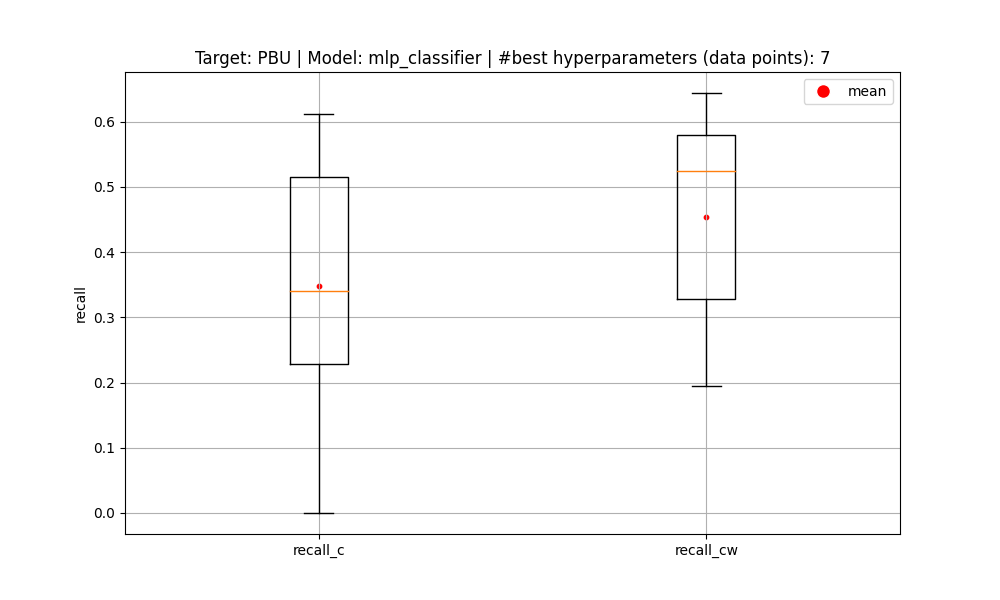 Target: PBU | Model: mlp_classifier | #best hyperparameters (data points): 7
mean
0.6
0.5
0.4
0.3
0.2
0.1
0.0
recall
recall_c
recall_cw